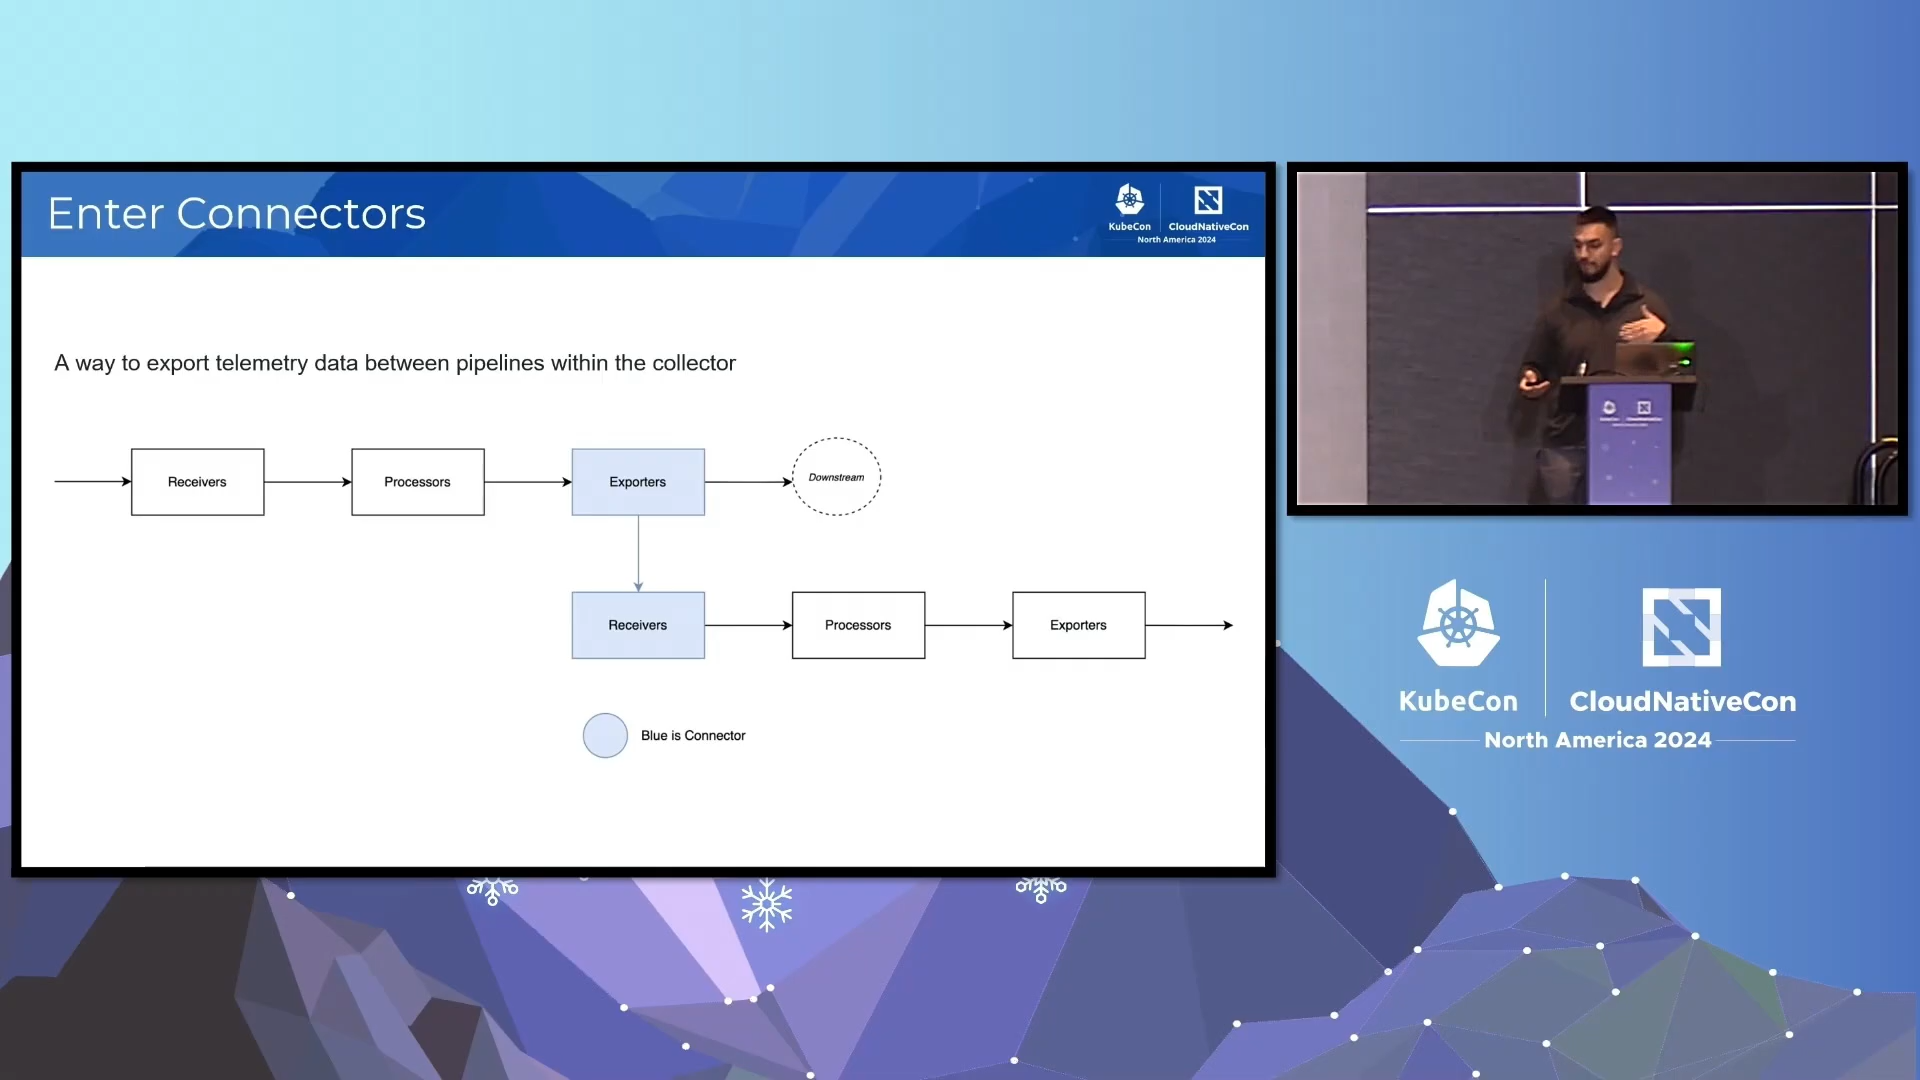 Enter Connectors
KubeCon
CloudNativeCon
North America 2024
A way to export telemetry data between pipelines within the collector
Receivers
Processors
Exporters
Downstream
Receivers
Processors
Exporters
Blue is Connector
KubeCon
CloudNativeCon
North America 2024